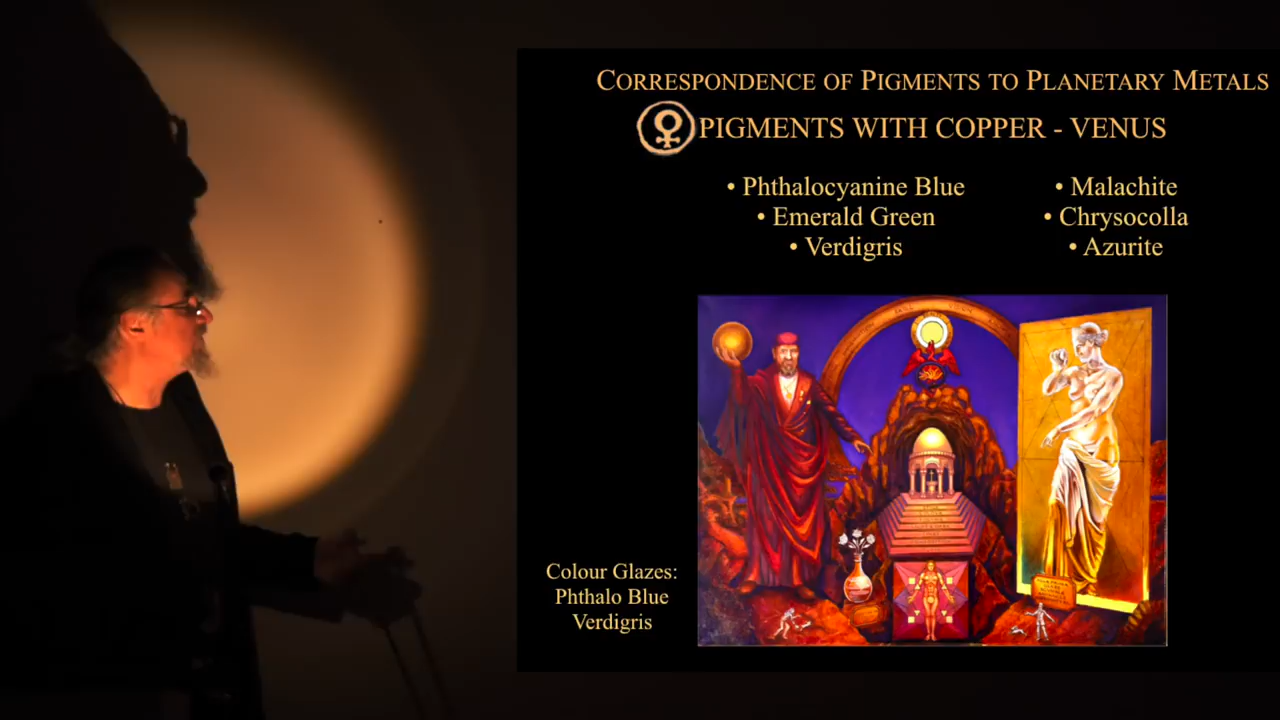 CORRESPONDENCE OF PIGMENTS TO PLANETARY METALS
♀ PIGMENTS WITH COPPER - VENUS
• Phthalocyanine Blue
• Emerald Green
• Verdigris
• Malachite
• Chrysocolla
• Azurite
Colour Glazes:
Phthalo Blue
Verdigris